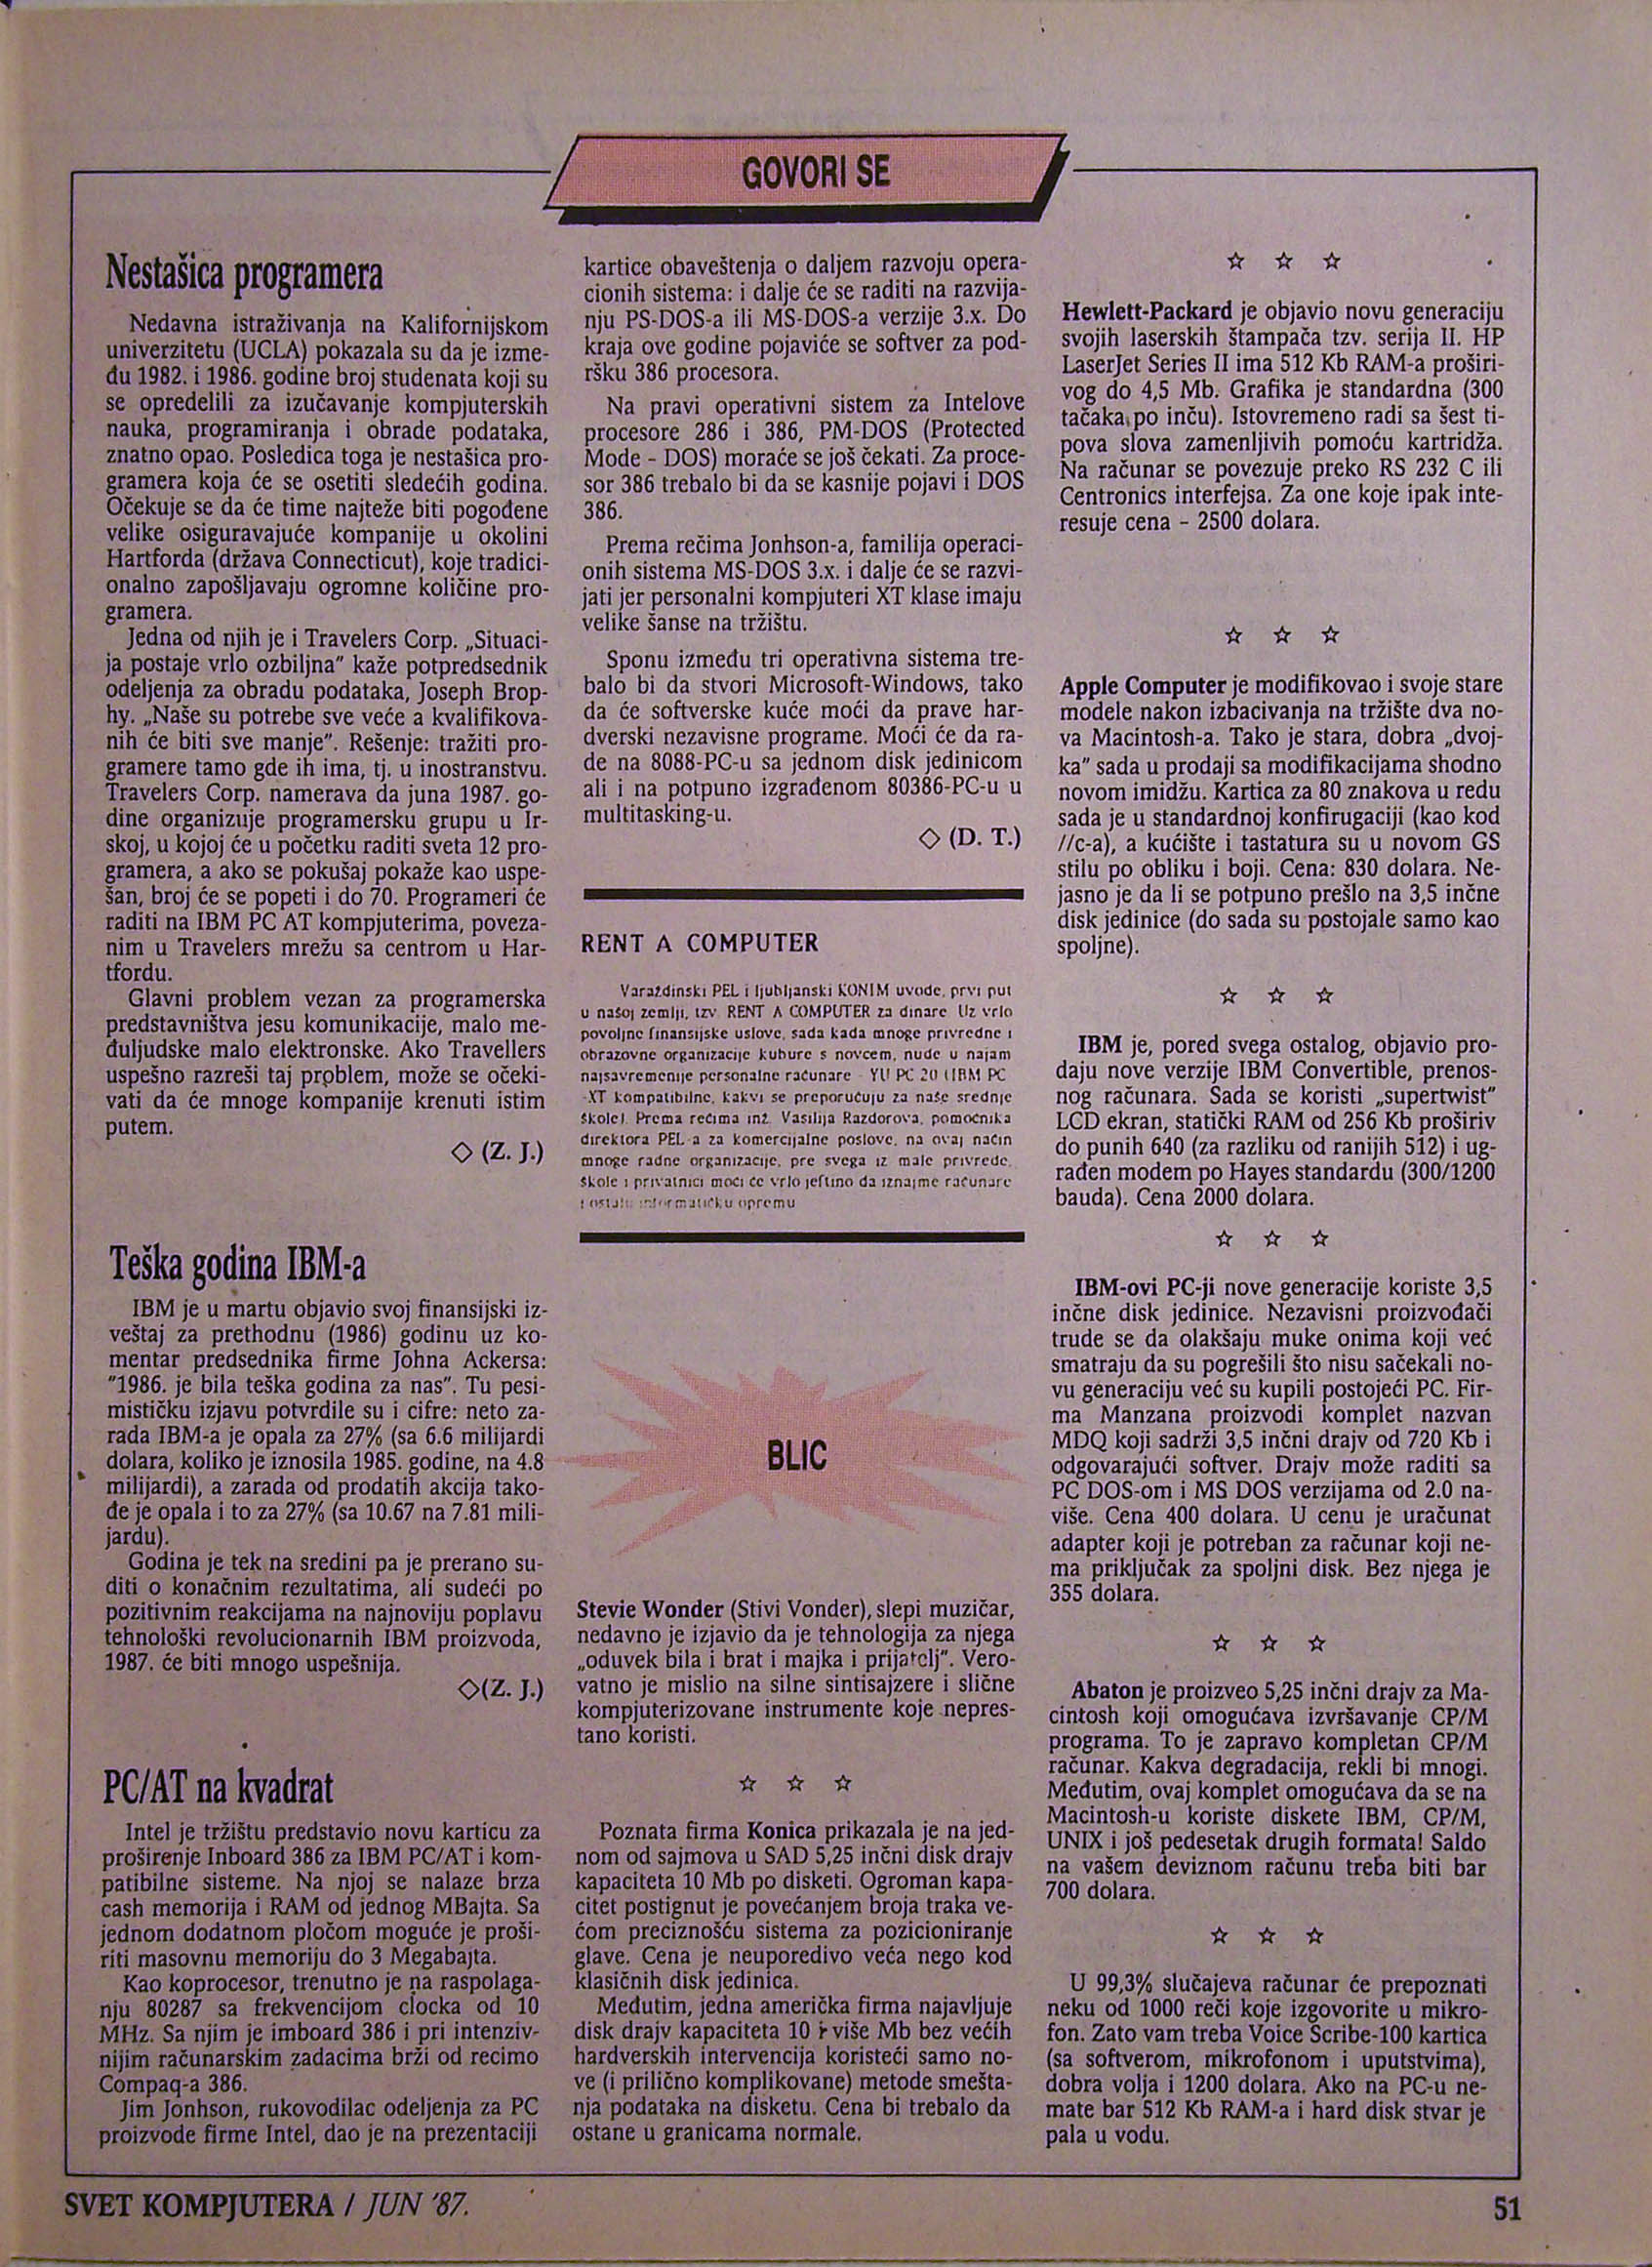 GOVORI SE
Nestašica programera
Nedavna istraživanja na Kalifornijskom
univerzitetu (UCLA) pokazala su da je izme-
đu 1982. i 1986. godine broj studenata koji su
se opredelili za izučavanje kompjuterskih
nauka, programiranja i obrade podataka,
znatno opao. Posledica toga je nestašica pro-
gramera koja će se osetiti sledećih godina.
Očekuje se da će time najteže biti pogođene
velike osiguravajuće kompanije u okolini
Hartforda (država Connecticut), koje tradici-
onalno zapošljavaju ogromne količine pro-
gramera.
Jedna od njih je i Travelers Corp. „Situaci-
ja postaje vrlo ozbiljna" kaže potpredsednik
odeljenja za obradu podataka, Joseph Brop-
hy. „Naše su potrebe sve veće a kvalifikova-
nih će biti sve manje". Rešenje: tražiti pro-
gramere tamo gde ih ima, tj. u inostranstvu.
Travelers Corp. namerava da juna 1987. go-
dine organizuje programersku grupu u Ir-
skoj, u kojoj će u početku raditi sveta 12 pro-
gramera, a ako se pokušaj pokaže kao uspe-
šan, broj će se popeti i do 70. Programeri će
raditi na IBM PC AT kompjuterima, poveza-
nim u Travelers mrežu sa centrom u Har-
tfordu.
Glavni problem vezan za programerska
predstavništva jesu komunikacije, malo me-
đuljudske malo elektronske. Ako Travellers
uspešno razreši taj problem, može se očeki-
vati da će mnoge kompanije krenuti istim
putem.
◇ (Z. J.)
Teška godina IBM-a
IBM je u martu objavio svoj finansijski iz-
veštaj za prethodnu (1986) godinu uz ko-
mentar predsednika firme Johna Ackersa:
"1986. je bila teška godina za nas". Tu pesi-
mističku izjavu potvrdile su i cifre: neto za-
rada IBM-a je opala za 27% (sa 6.6 milijardi
dolara, koliko je iznosila 1985. godine, na 4.8
milijardi), a zarada od prodatih akcija tako-
đe je opala i to za 27% (sa 10.67 na 7.81 mili-
jardu).
Godina je tek na sredini pa je prerano su-
diti o konačnim rezultatima, ali sudeći po
pozitivnim reakcijama na najnoviju poplavu
tehnološki revolucionarnih IBM proizvoda,
1987. će biti mnogo uspešnija.
◇(Z. J.)
PC/AT na kvadrat
Intel je tržištu predstavio novu karticu za
proširenje Inboard 386 za IBM PC/AT i kom-
patibilne sisteme. Na njoj se nalaze brza
cash memorija i RAM od jednog MBajta. Sa
jednom dodatnom pločom moguće je proši-
riti masovnu memoriju do 3 Megabajta.
Kao koprocesor, trenutno je na raspolaga-
nju 80287 sa frekvencijom clocka od 10
MHz. Sa njim je imboard 386 i pri intenziv-
nijim računarskim zadacima brži od recimo
Compaq-a 386.
Jim Jonhson, rukovodilac odeljenja za PC
proizvode firme Intel, dao je na prezentaciji
kartice obaveštenja o daljem razvoju opera-
cionih sistema: i dalje će se raditi na razvija-
nju PS-DOS-a ili MS-DOS-a verzije 3.x. Do
kraja ove godine pojaviće se softver za pod-
ršku 386 procesora.
Na pravi operativni sistem za Intelove
procesore 286 i 386, PM-DOS (Protected
Mode - DOS) moraće se još čekati. Za proce-
sor 386 trebalo bi da se kasnije pojavi i DOS
386.
Prema rečima Jonhson-a, familija operaci-
onih sistema MS-DOS 3.x. i dalje će se razvi-
jati jer personalni kompjuteri XT klase imaju
velike šanse na tržištu.
Sponu između tri operativna sistema tre-
balo bi da stvori Microsoft-Windows, tako
da će softverske kuće moći da prave har-
dverski nezavisne programe. Moći će da ra-
de na 8088-PC-u sa jednom disk jedinicom
ali i na potpuno izgrađenom 80386-PC-u u
multitasking-u.
◇ (D. T.)
RENT A COMPUTER
Varaždinski PEL i ljubljanski KONIM uvode, prvi put
u našoj zemlji, tzv. RENT A COMPUTER za dinare. Uz vrlo
povoljne finansijske uslove, sada kada mnoge privredne i
obrazovne organizacije kubure s novcem, nude u najam
najsavremenije personalne računare - YU PC 20 (IBM PC
-XT kompatibilne, kakvi se preporučuju za naše srednje
škole). Prema rečima inž. Vasilija Razdorova, pomoćnika
direktora PEL-a za komercijalne poslove, na ovaj način
mnoge radne organizacije, pre svega iz male privrede,
škole i privatnici moći će vrlo jeftino da iznajme računare
i ostalu informatičku opremu
BLIC
Stevie Wonder (Stivi Vonder), slepi muzičar,
nedavno je izjavio da je tehnologija za njega
„oduvek bila i brat i majka i prijatelj". Vero-
vatno je mislio na silne sintisajzere i slične
kompjuterizovane instrumente koje nepres-
tano koristi.
☆ ☆ ☆
Poznata firma Konica prikazala je na jed-
nom od sajmova u SAD 5,25 inčni disk drajv
kapaciteta 10 Mb po disketi. Ogroman kapa-
citet postignut je povećanjem broja traka ve-
ćom preciznošću sistema za pozicioniranje
glave. Cena je neuporedivo veća nego kod
klasičnih disk jedinica.
Međutim, jedna američka firma najavljuje
disk drajv kapaciteta 10 i više Mb bez većih
hardverskih intervencija koristeći samo no-
ve (i prilično komplikovane) metode smešta-
nja podataka na disketu. Cena bi trebalo da
ostane u granicama normale.
☆ ☆ ☆
Hewlett-Packard je objavio novu generaciju
svojih laserskih štampača tzv. serija II. HP
LaserJet Series II ima 512 Kb RAM-a proširi-
vog do 4,5 Mb. Grafika je standardna (300
tačaka po inču). Istovremeno radi sa šest ti-
pova slova zamenljivih pomoću kartridža.
Na računar se povezuje preko RS 232 C ili
Centronics interfejsa. Za one koje ipak inte-
resuje cena - 2500 dolara.
☆ ☆ ☆
Apple Computer je modifikovao i svoje stare
modele nakon izbacivanja na tržište dva no-
va Macintosh-a. Tako je stara, dobra „dvoj-
ka" sada u prodaji sa modifikacijama shodno
novom imidžu. Kartica za 80 znakova u redu
sada je u standardnoj konfirugaciji (kao kod
//c-a), a kućište i tastatura su u novom GS
stilu po obliku i boji. Cena: 830 dolara. Ne-
jasno je da li se potpuno prešlo na 3,5 inčne
disk jedinice (do sada su postojale samo kao
spoljne).
☆ ☆ ☆
IBM je, pored svega ostalog, objavio pro-
daju nove verzije IBM Convertible, prenos-
nog računara. Sada se koristi „supertwist"
LCD ekran, statički RAM od 256 Kb proširiv
do punih 640 (za razliku od ranijih 512) i ug-
rađen modem po Hayes standardu (300/1200
bauda). Cena 2000 dolara.
☆ ☆ ☆
IBM-ovi PC-ji nove generacije koriste 3,5
inčne disk jedinice. Nezavisni proizvođači
trude se da olakšaju muke onima koji već
smatraju da su pogrešili što nisu sačekali no-
vu generaciju već su kupili postojeći PC. Fir-
ma Manzana proizvodi komplet nazvan
MDQ koji sadrži 3,5 inčni drajv od 720 Kb i
odgovarajući softver. Drajv može raditi sa
PC DOS-om i MS DOS verzijama od 2.0 na-
više. Cena 400 dolara. U cenu je uračunat
adapter koji je potreban za računar koji ne-
ma priključak za spoljni disk. Bez njega je
355 dolara.
☆ ☆ ☆
Abaton je proizveo 5,25 inčni drajv za Ma-
cintosh koji omogućava izvršavanje CP/M
programa. To je zapravo kompletan CP/M
računar. Kakva degradacija, rekli bi mnogi.
Međutim, ovaj komplet omogućava da se na
Macintosh-u koriste diskete IBM, CP/M,
UNIX i još pedesetak drugih formata! Saldo
na vašem deviznom računu treba biti bar
700 dolara.
☆ ☆ ☆
U 99,3% slučajeva računar će prepoznati
neku od 1000 reči koje izgovorite u mikro-
fon. Zato vam treba Voice Scribe-100 kartica
(sa softverom, mikrofonom i uputstvima),
dobra volja i 1200 dolara. Ako na PC-u ne-
mate bar 512 Kb RAM-a i hard disk stvar je
pala u vodu.
SVET KOMPJUTERA / JUN '87.
51